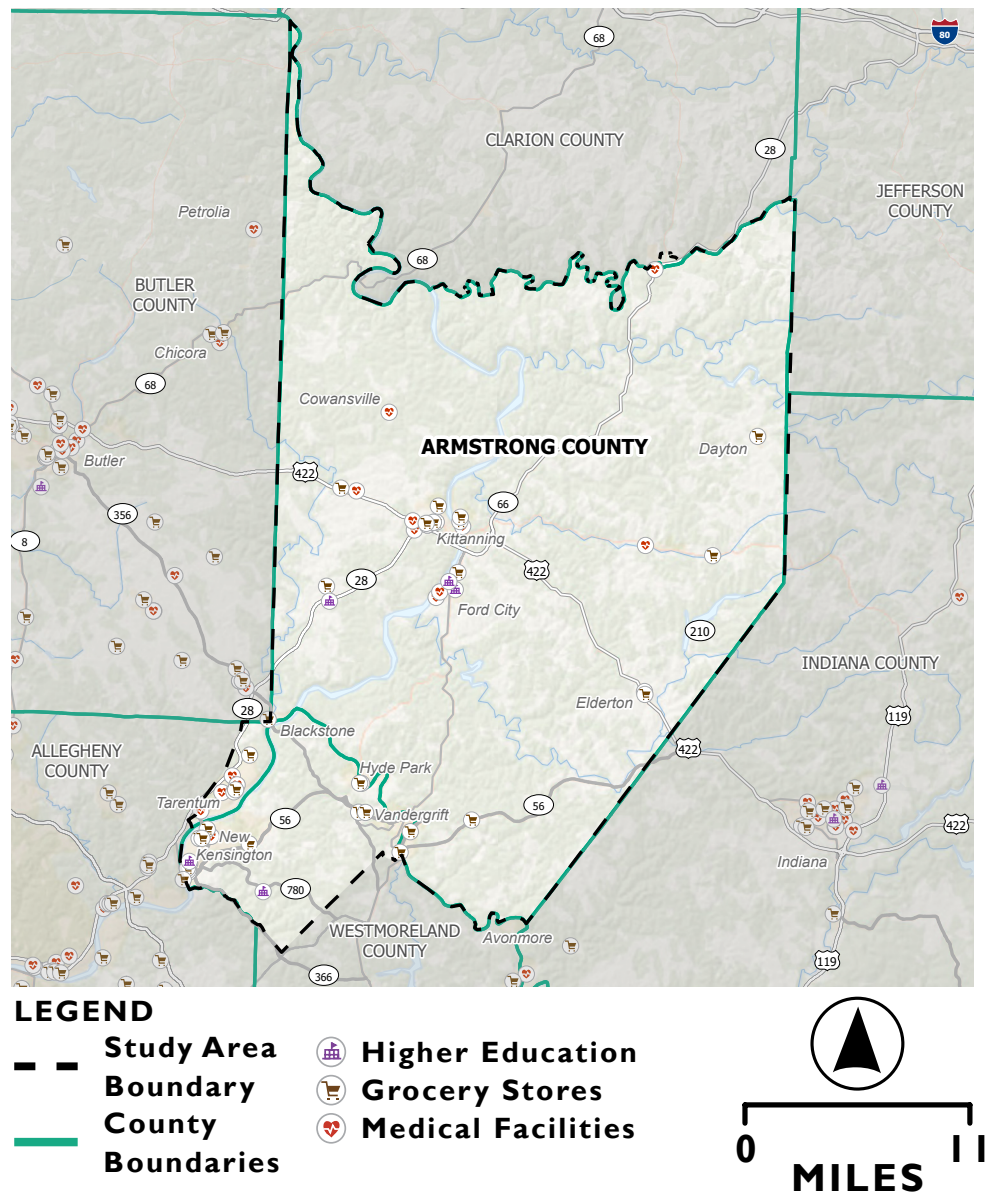 68
80
CLARION COUNTY
28
JEFFERSON
COUNTY
Petrolia
68
BUTLER
COUNTY
Chicora
68
Cowansville
ARMSTRONG COUNTY
Dayton
Butler
422
66
356
8
Kittanning
422
28
Ford City
210
INDIANA COUNTY
Elderton
28
119
Blackstone
422
ALLEGHENY
COUNTY
Hyde Park
Tarentum
56
56
Vandergrift
422
New
Kensington
Indiana
780
WESTMORELAND
COUNTY
Avonmore
119
366
LEGEND
Study Area
Boundary
County
Boundaries
Higher Education
Grocery Stores
Medical Facilities
0
11
MILES